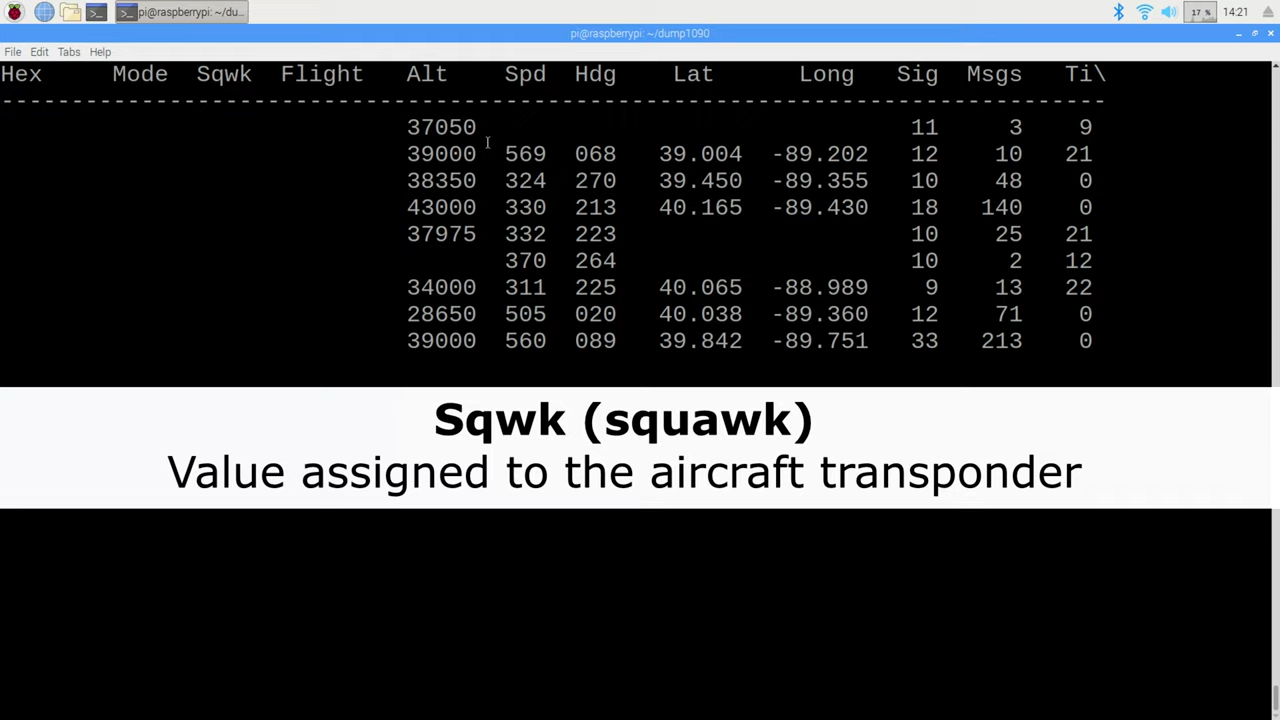 pi@raspberrypi: ~/du... 17 % 14:21
pi@raspberrypi: ~/dump1090
File Edit Tabs Help
Hex Mode Sqwk Flight Alt Spd Hdg Lat Long Sig Msgs Ti\
--------------------------------------------------------------------------------
37050 11 3 9
39000 569 068 39.004 -89.202 12 10 21
38350 324 270 39.450 -89.355 10 48 0
43000 330 213 40.165 -89.430 18 140 0
37975 332 223 10 25 21
370 264 10 2 12
34000 311 225 40.065 -88.989 9 13 22
28650 505 020 40.038 -89.360 12 71 0
39000 560 089 39.842 -89.751 33 213 0
Sqwk (squawk)
Value assigned to the aircraft transponder